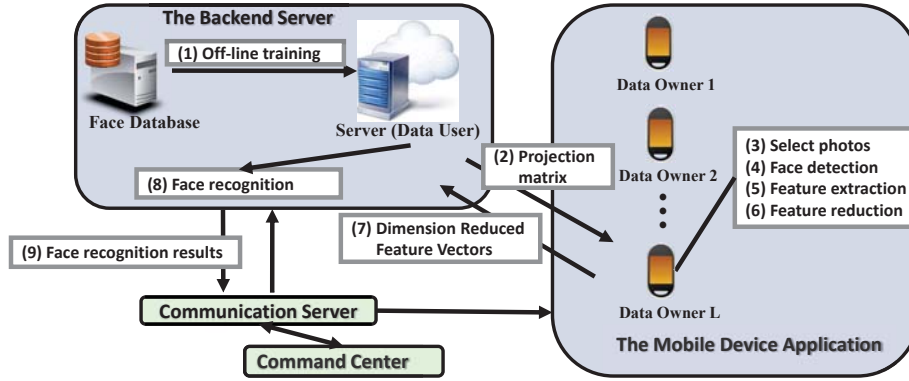 The Backend Server
(1) Off-line training
Face Database
Server (Data User)
(8) Face recognition
(2) Projection
matrix
(7) Dimension Reduced
Feature Vectors
(9) Face recognition results
Communication Server
Command Center
Data Owner 1
Data Owner 2
(3) Select photos
(4) Face detection
(5) Feature extraction
(6) Feature reduction
Data Owner L
The Mobile Device Application